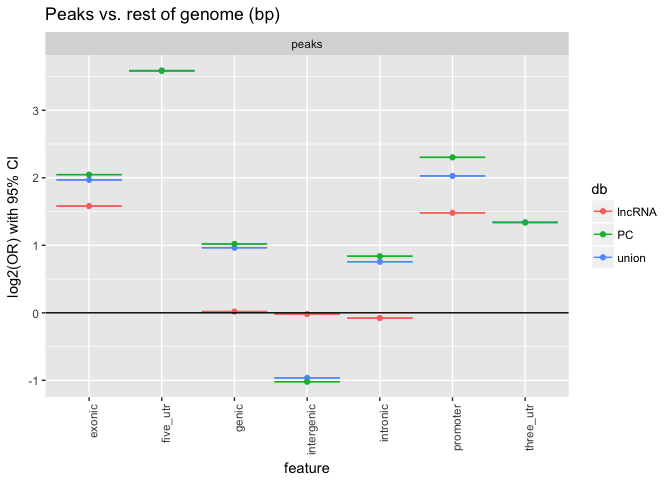 Peaks vs. rest of genome (bp)
peaks
log2(OR) with 95% CI
3
2
1
0
-1
exonic
five_utr
genic
intergenic
intronic
promoter
three_utr
feature
db
lncRNA
PC
union